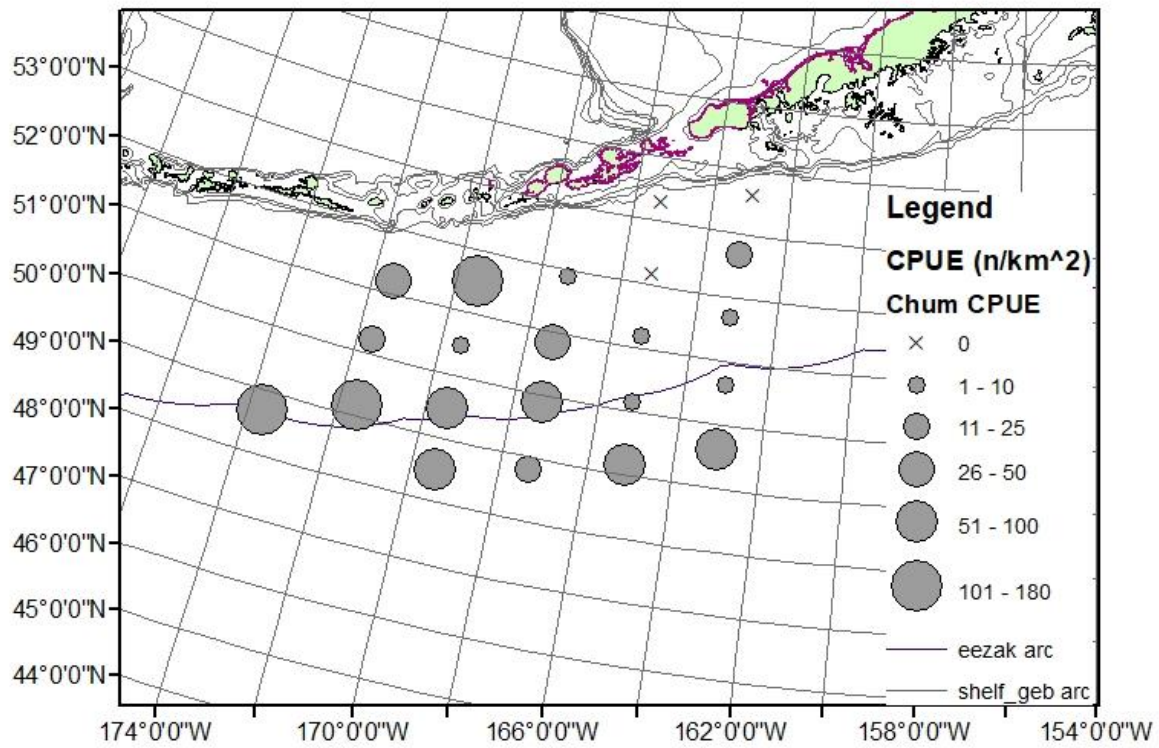 53°0'0"N
52°0'0"N
51°0'0"N
50°0'0"N
49°0'0"N
48°0'0"N
47°0'0"N
46°0'0"N
45°0'0"N
44°0'0"N
174°0'0"W
170°0'0"W
166°0'0"W
162°0'0"W
158°0'0"W
154°0'0"W
Legend
CPUE (n/km^2)
Chum CPUE
0
1 - 10
11 - 25
26 - 50
51 - 100
101 - 180
eezak arc
shelf_geb arc